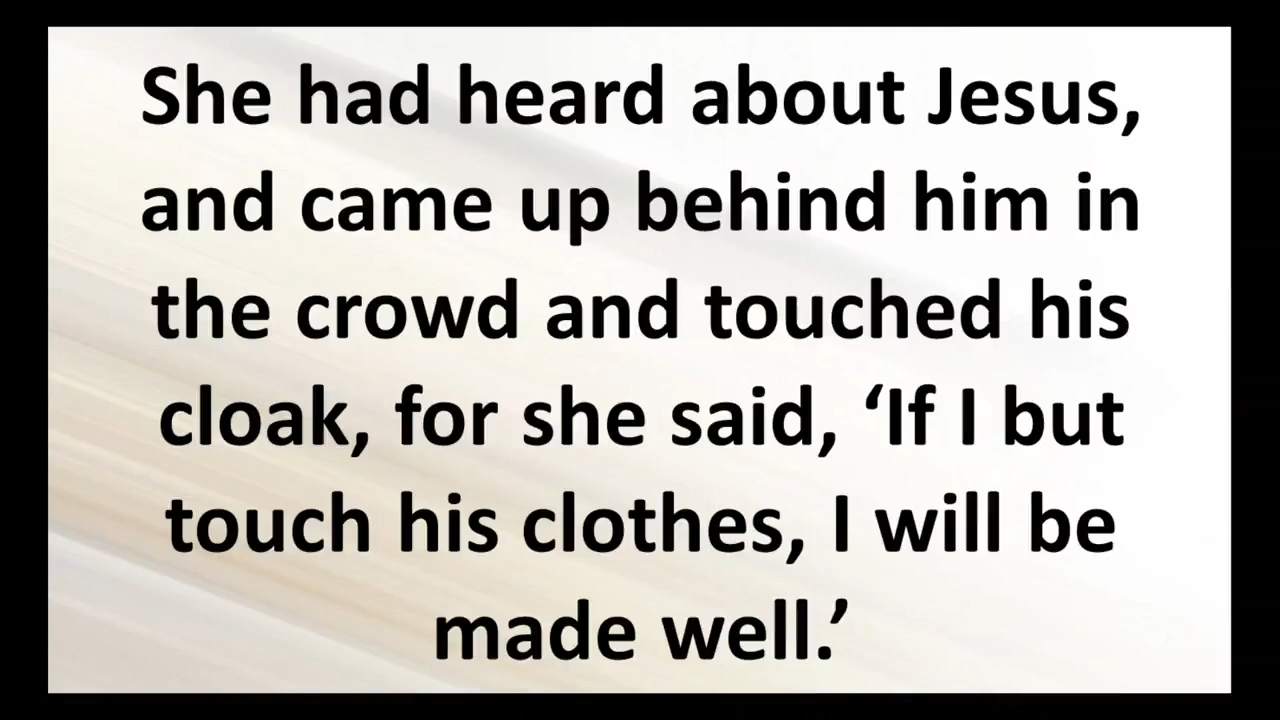 She had heard about Jesus,
and came up behind him in
the crowd and touched his
cloak, for she said, ‘If I but
touch his clothes, I will be
made well.’